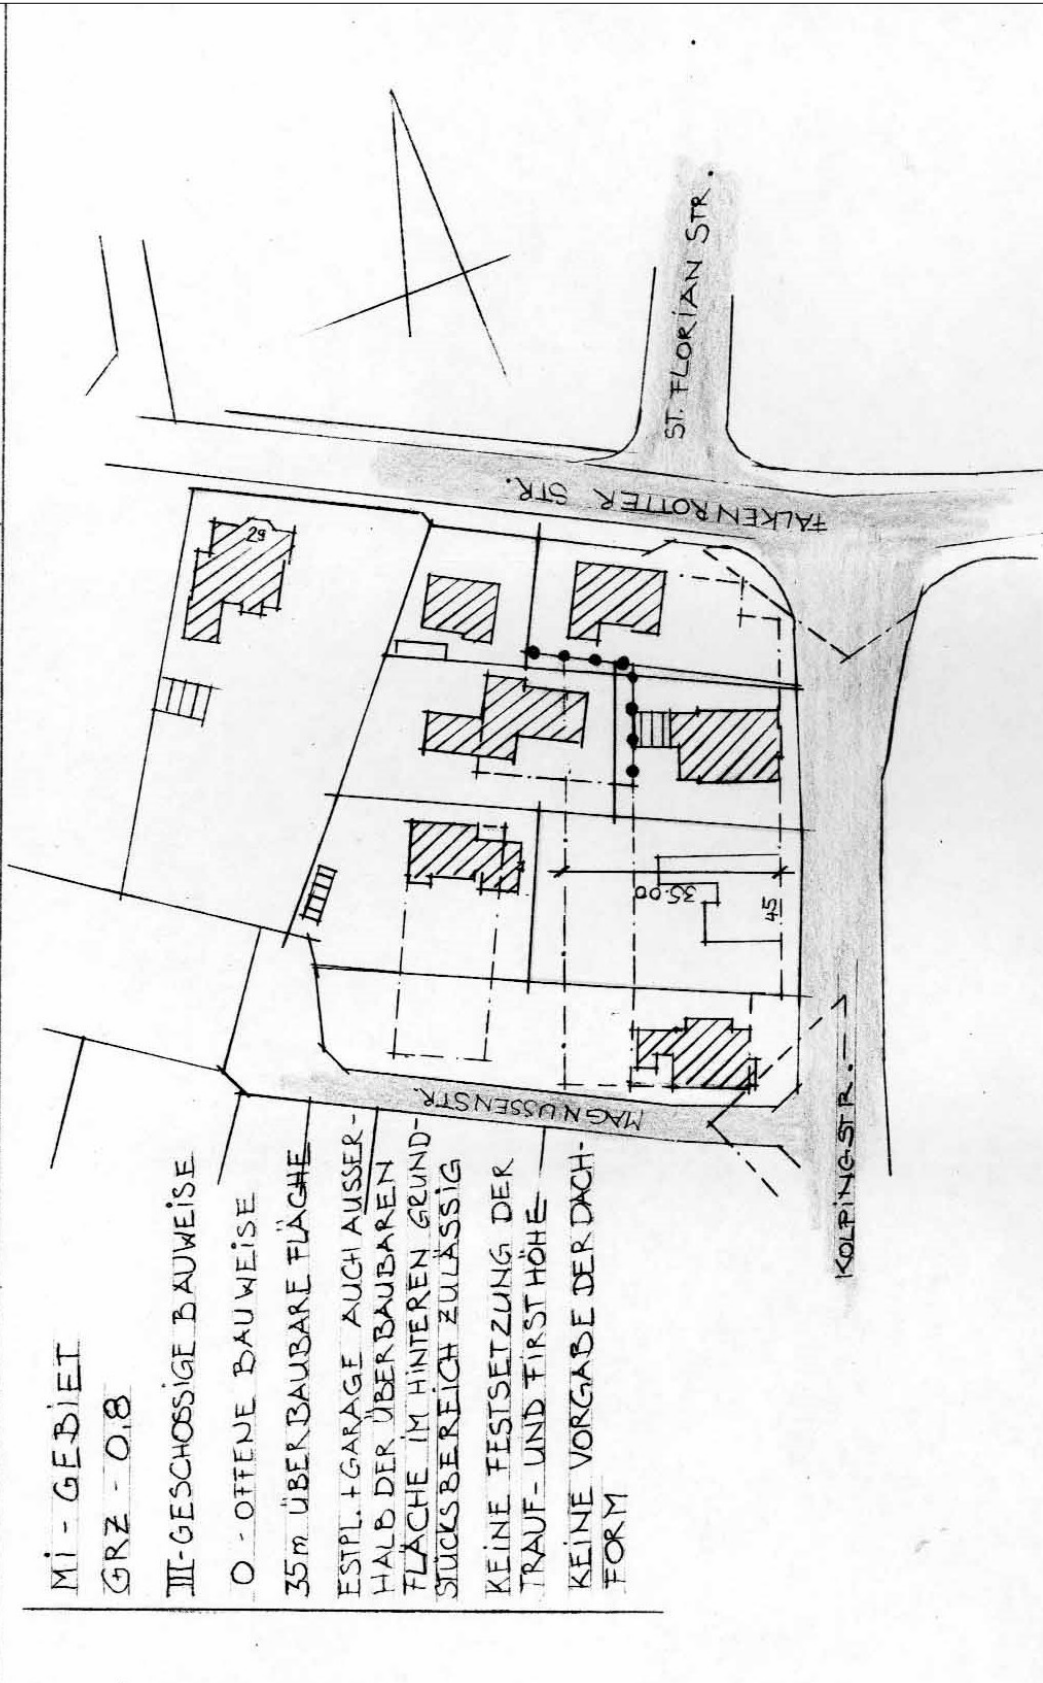 Mi - GEBiET
GRZ - 0.8
III-GESCHOSSiGE BAUWEiSE
O - OFFENE BAUWEiSE
35m ÜBERBAUBARE FLÄCHE
ESTPL. + GARAGE AUCH AUSSER-
HALB DER ÜBERBAUBAREN
FLÄCHE iM HiNTEREN GRUND-
STÜCKSBEREiCH ZULÄSSiG
KEiNE FESTSETZUNG DER
TRAUF- UND FiRSTHÖHE
KEiNE VORGABE DER DACH-
FORM
MAGNUSSENSTR.
KOLPiNGSTR.
FALKENROTTER STR.
ST. FLORiAN STR.
29
35.00
45